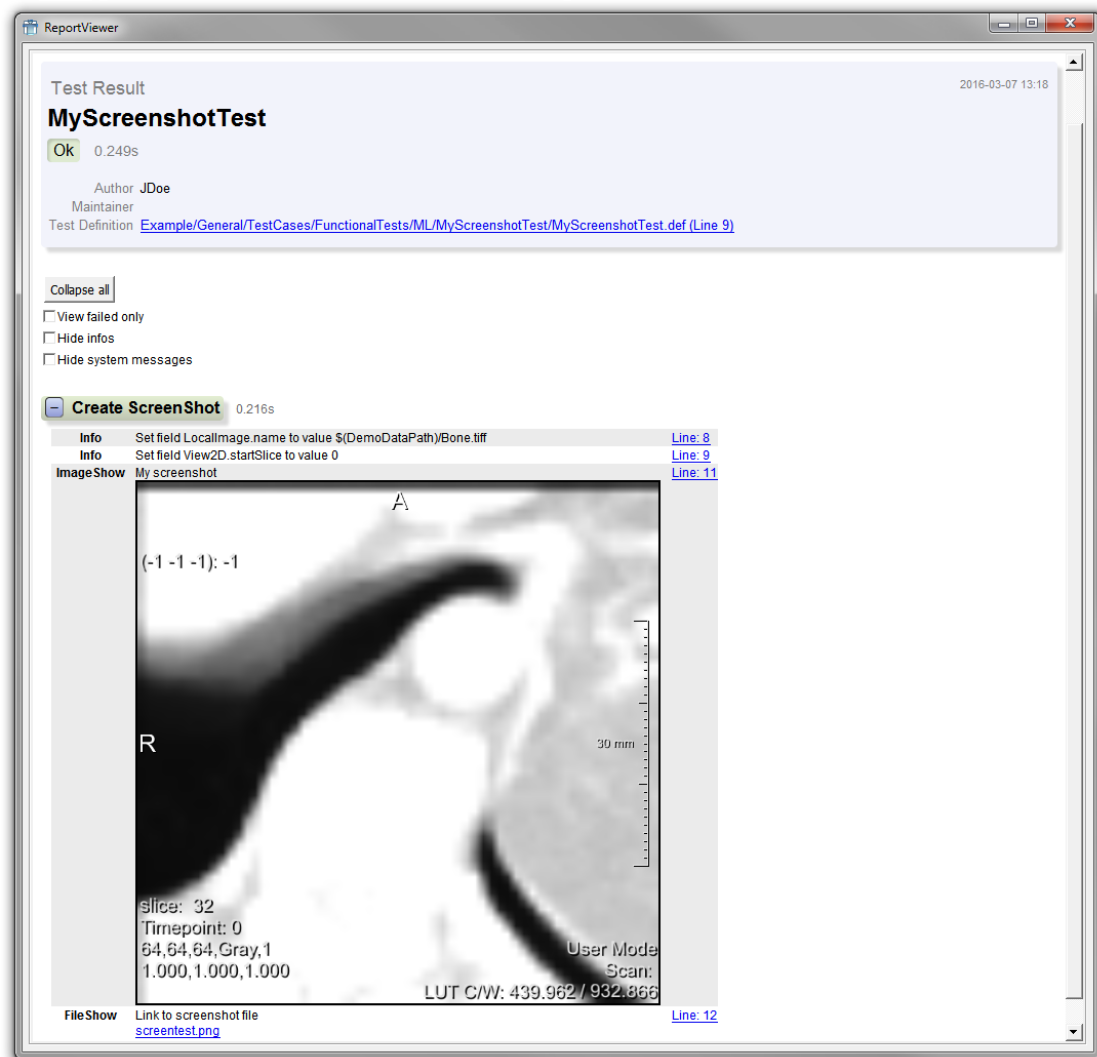 ReportViewer
Test Result
2016-03-07 13:18
MyScreenshotTest
Ok 0.249s
Author JDoe
Maintainer
Test Definition Example/General/TestCases/FunctionalTests/ML/MyScreenshotTest/MyScreenshotTest.def (Line 9)
Collapse all
View failed only
Hide infos
Hide system messages
Create ScreenShot 0.216s
Info Set field LocalImage.name to value $(DemoDataPath)/Bone.tiff Line: 8
Info Set field View2D.startSlice to value 0 Line: 9
ImageShow My screenshot Line: 11
A
(-1 -1 -1): -1
R
30 mm
slice: 32
Timepoint: 0
64,64,64,Gray,1
1.000,1.000,1.000
User Mode
Scan:
LUT C/W: 439.962 / 932.866
FileShow Link to screenshot file Line: 12
screentest.png